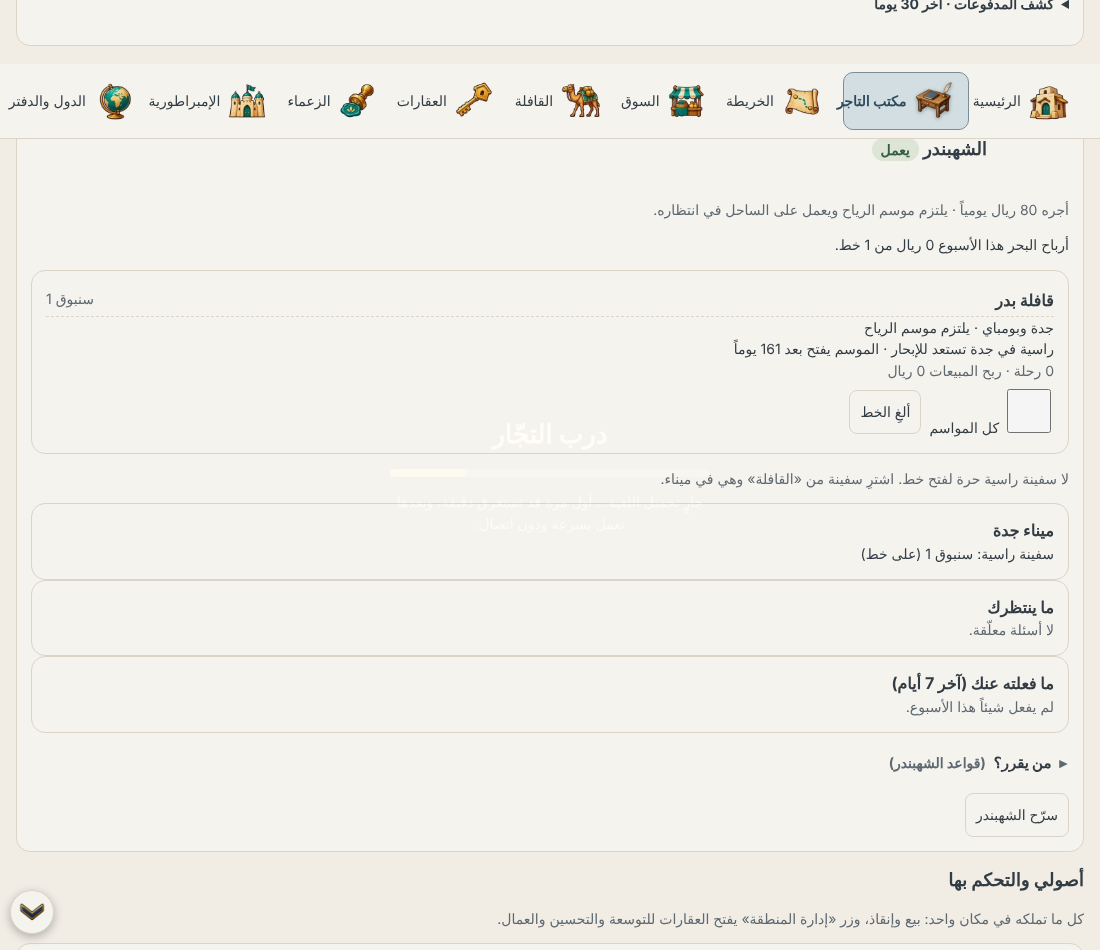 كشف المدفوعات · آخر 30 يوماً
الرئيسية
مكتب التاجر
الخريطة
السوق
القافلة
العقارات
الزعماء
الإمبراطورية
الدول والدفتر
الشهبندر يعمل
أجره 80 ريال يومياً · يلتزم موسم الرياح ويعمل على الساحل في انتظاره.
أرباح البحر هذا الأسبوع 0 ريال من 1 خط.
قافلة بدر
سنبوق 1
جدة وبومباي · يلتزم موسم الرياح
راسية في جدة تستعد للإبحار · الموسم يفتح بعد 161 يوماً
0 رحلة · ربح المبيعات 0 ريال
كل المواسم
ألغِ الخط
درب التجّار
لا سفينة راسية حرة لفتح خط. اشترِ سفينة من «القافلة» وهي في ميناء.
تعمل بسرعة ودون اتصال
ميناء جدة
سفينة راسية: سنبوق 1 (على خط)
ما ينتظرك
لا أسئلة معلّقة.
ما فعلته عنك (آخر 7 أيام)
لم يفعل شيئاً هذا الأسبوع.
من يقرر؟ (قواعد الشهبندر)
سرّح الشهبندر
أصولي والتحكم بها
كل ما تملكه في مكان واحد: بيع وإنقاذ، وزر «إدارة المنطقة» يفتح العقارات للتوسعة والتحسين والعمال.